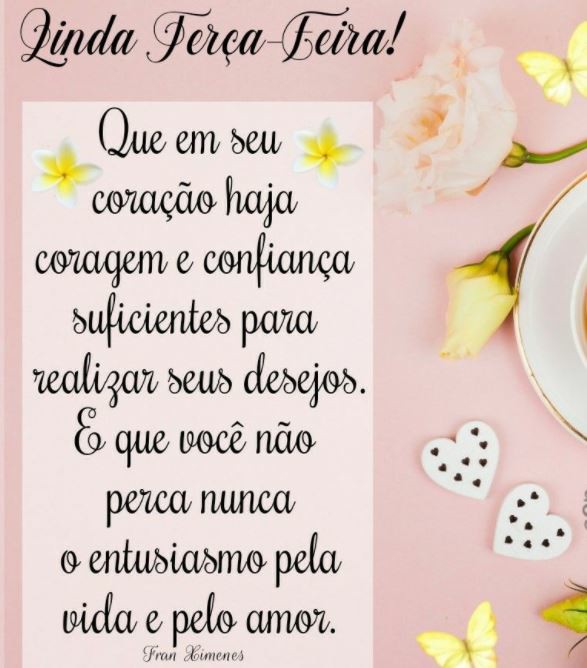 Linda Terça-Feira!
Que em seu
coração haja
coragem e confiança
suficientes para
realizar seus desejos.
E que você não
perca nunca
o entusiasmo pela
vida e pelo amor.
Fran Ximenes